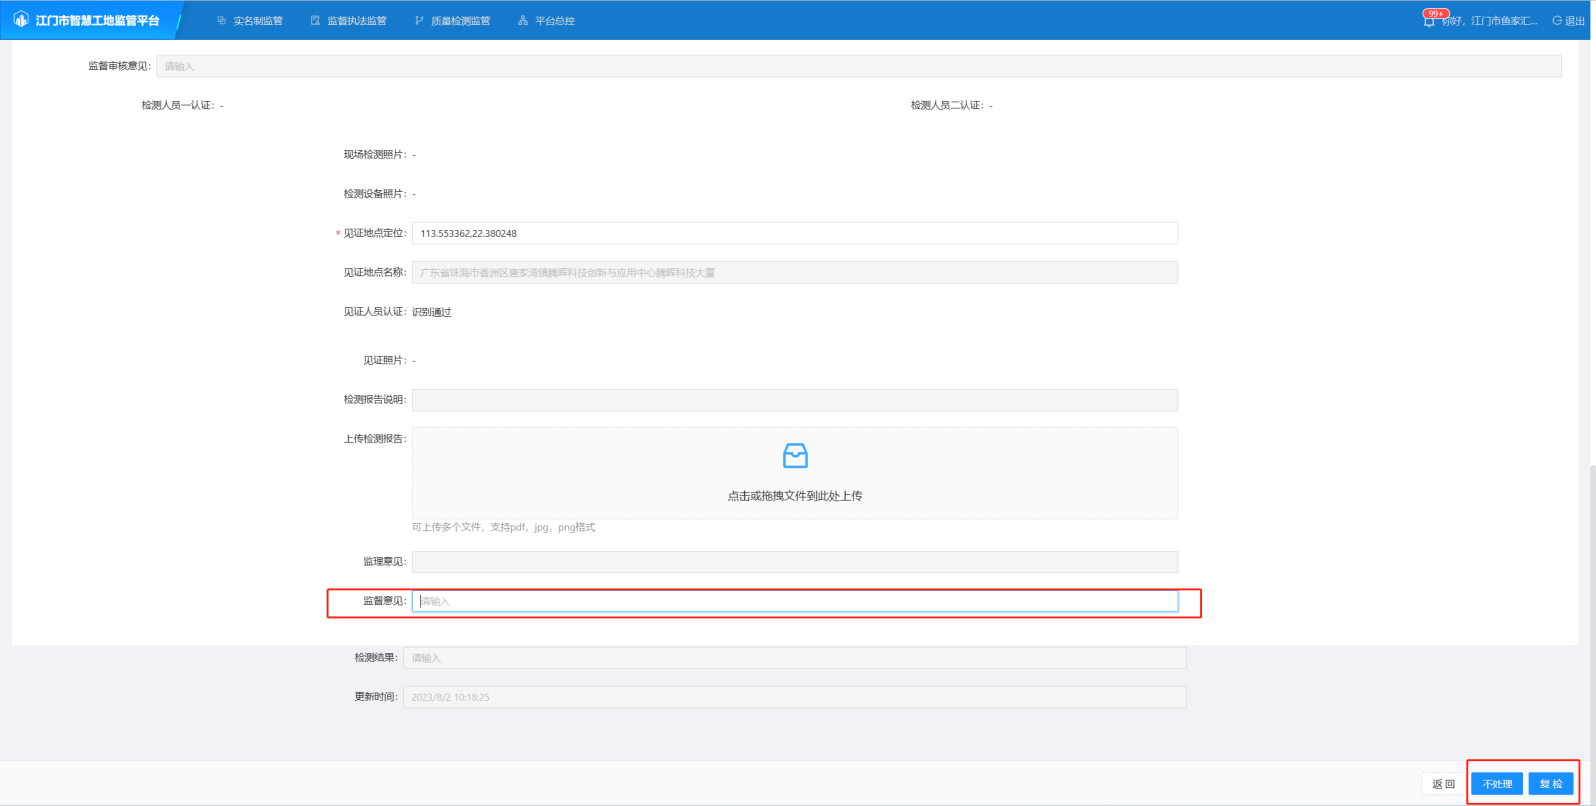 江门市智慧工地监管平台 实名制监管 监督执法监管 质量检测监管 平台总控 99+ 你好，江门市鱼家汇... 退出
监督审核意见： 请输入
检测人员一认证： - 检测人员二认证： -
现场检测照片： -
检测设备照片： -
* 见证地点定位： 113.553362,22.380248
见证地点名称： 广东省珠海市香洲区唐家湾镇腾晖科技创新与应用中心腾晖科技大厦
见证人员认证： 识别通过
见证照片： -
检测报告说明：
上传检测报告：
点击或拖拽文件到此处上传
可上传多个文件，支持pdf，jpg，png格式
监理意见：
监督意见： 请输入
检测结果： 请输入
更新时间： 2023/8/2 10:18:25
返回 不处理 复检